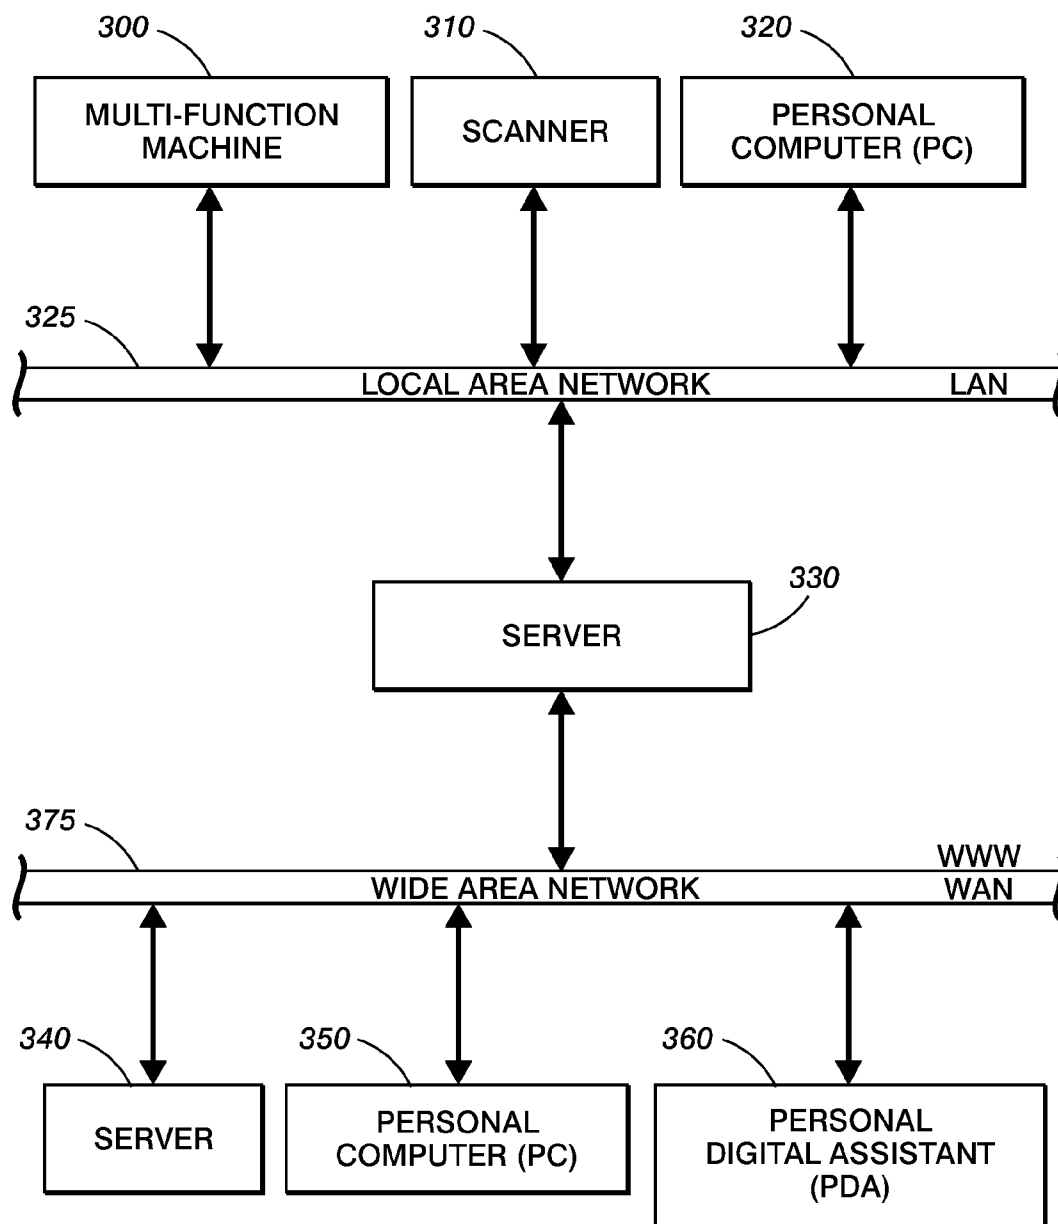 300
310
320
MULTI-FUNCTION
MACHINE
SCANNER
PERSONAL
COMPUTER (PC)
325
LOCAL AREA NETWORK
LAN
330
SERVER
375
WWW
WIDE AREA NETWORK
WAN
340
350
360
SERVER
PERSONAL
COMPUTER (PC)
PERSONAL
DIGITAL ASSISTANT
(PDA)